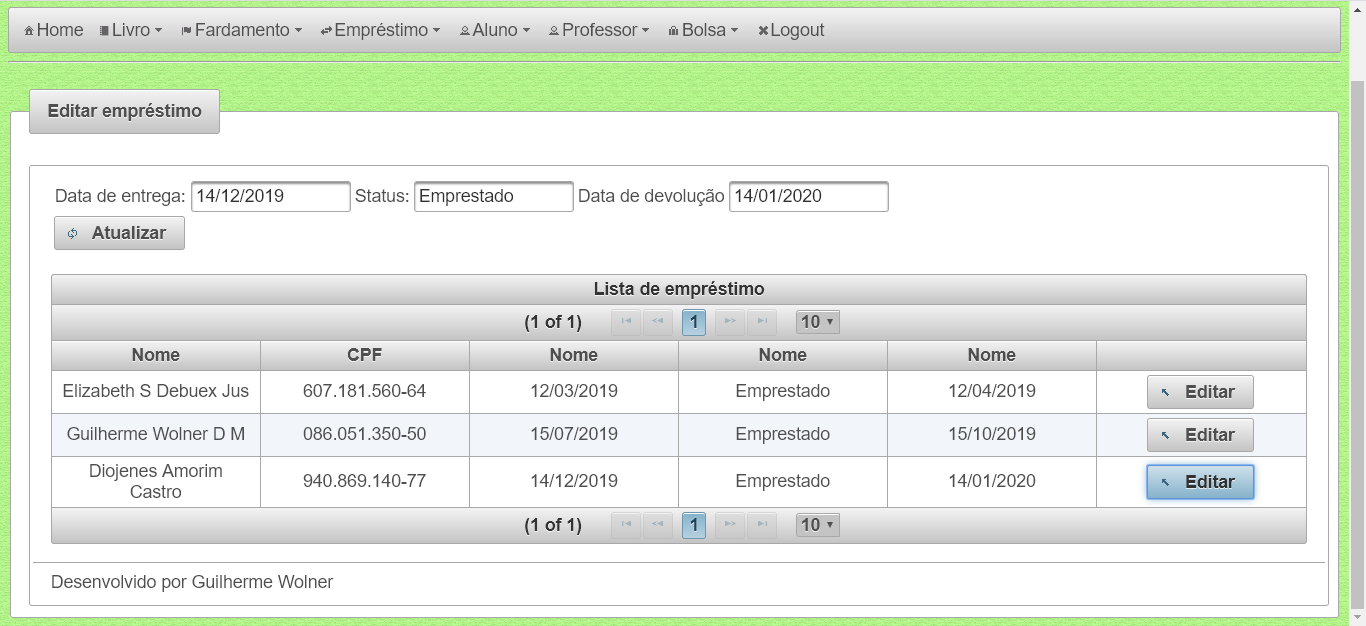 Home Livro Fardamento Empréstimo Aluno Professor Bolsa Logout
Editar empréstimo
Data de entrega: 14/12/2019 Status: Emprestado Data de devolução 14/01/2020
Atualizar
Lista de empréstimo
(1 of 1) 1 10
Nome CPF Nome Nome Nome
Elizabeth S Debuex Jus 607.181.560-64 12/03/2019 Emprestado 12/04/2019 Editar
Guilherme Wolner D M 086.051.350-50 15/07/2019 Emprestado 15/10/2019 Editar
Diojenes Amorim
Castro 940.869.140-77 14/12/2019 Emprestado 14/01/2020 Editar
(1 of 1) 1 10
Desenvolvido por Guilherme Wolner